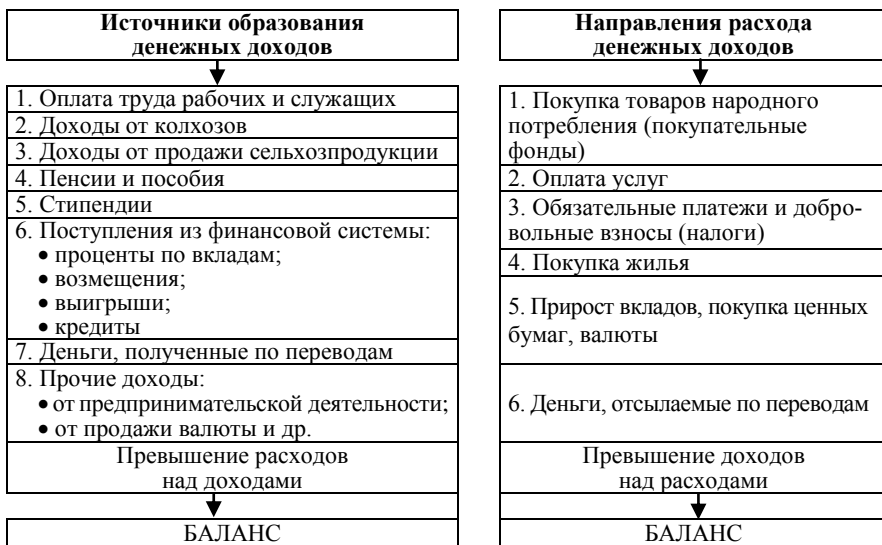 Источники образования
денежных доходов
1. Оплата труда рабочих и служащих
2. Доходы от колхозов
3. Доходы от продажи сельхозпродукции
4. Пенсии и пособия
5. Стипендии
6. Поступления из финансовой системы:
• проценты по вкладам;
• возмещения;
• выигрыши;
• кредиты
7. Деньги, полученные по переводам
8. Прочие доходы:
• от предпринимательской деятельности;
• от продажи валюты и др.
Превышение расходов
над доходами
БАЛАНС
Направления расхода
денежных доходов
1. Покупка товаров народного
потребления (покупательные
фонды)
2. Оплата услуг
3. Обязательные платежи и добро-
вольные взносы (налоги)
4. Покупка жилья
5. Прирост вкладов, покупка ценных
бумаг, валюты
6. Деньги, отсылаемые по переводам
Превышение доходов
над расходами
БАЛАНС